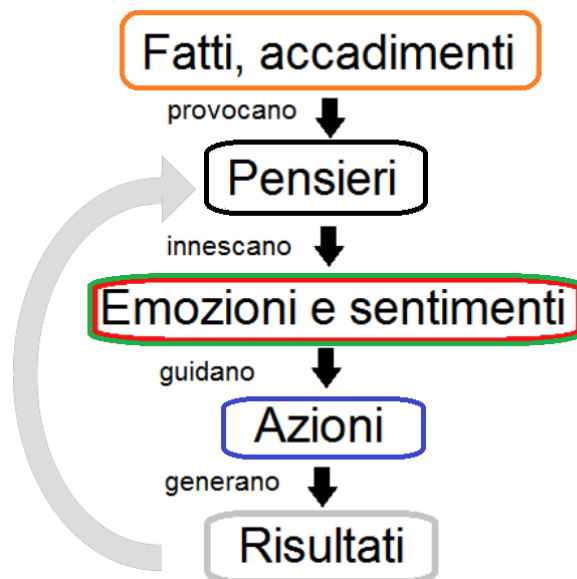 Fatti, accadimenti
provocano
Pensieri
innescano
Emozioni e sentimenti
guidano
Azioni
generano
Risultati